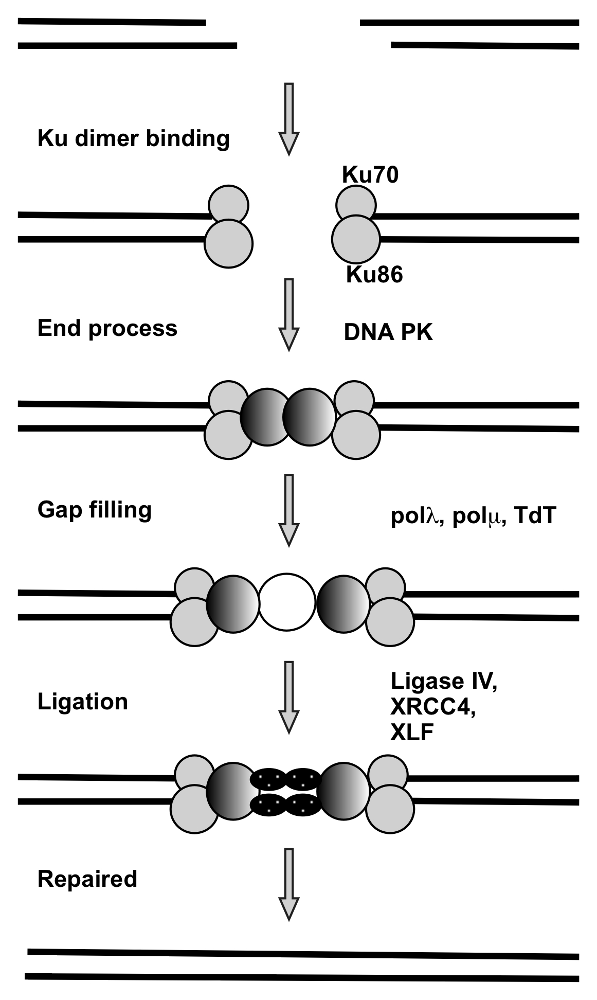 Ku dimer binding
Ku70
Ku86
End process
DNA PK
Gap filling
polλ, polμ, TdT
Ligation
Ligase IV,
XRCC4,
XLF
Repaired